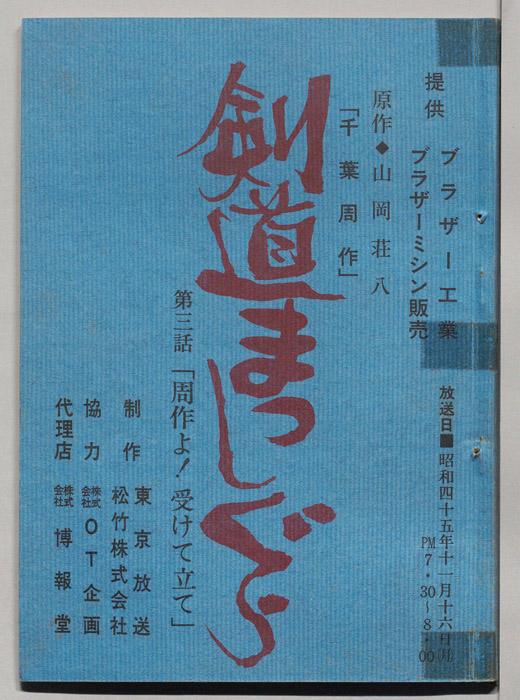 提供
ブラザー工業
ブラザーミシン販売
放送日■昭和四十五年十一月十六日(月)
PM7・30〜8・00
原作◆山岡荘八
「千葉周作」
剣道まっしぐら
第三話「周作よ!受けて立て」
制作
東京放送
松竹株式会社
協力
株式会社OT企画
代理店
株式会社博報堂